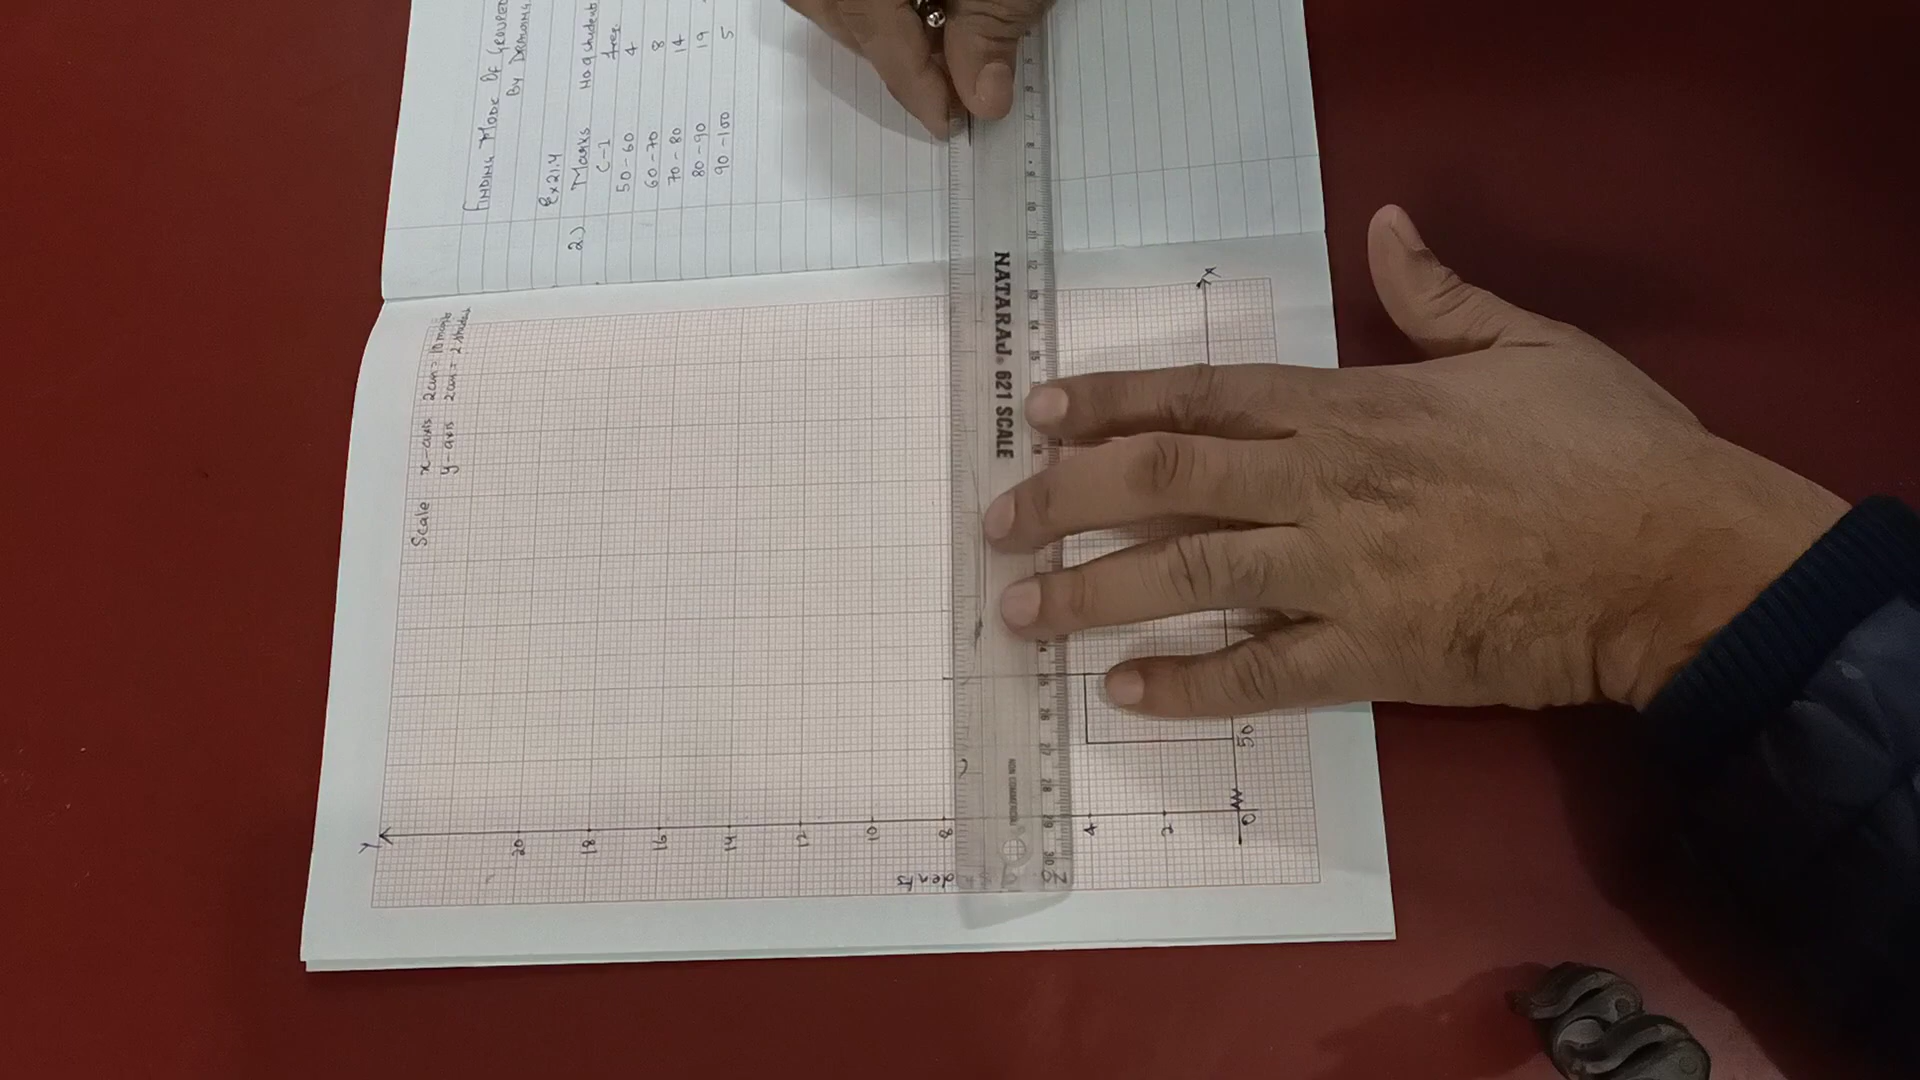 FINDING MODE OF GROUPED
BY DRAWING
Ex 21.4
2) Marks No of students
C-I freq.
50-60 4
60-70 8
70-80 14
80-90 19
90-100 5
Scale x-axis 2cm = 10 marks
y-axis 2cm = 2 student
Y
20
18
16
14
12
10
8
4
2
0
50
X
dents
NATARAJ 621 SCALE